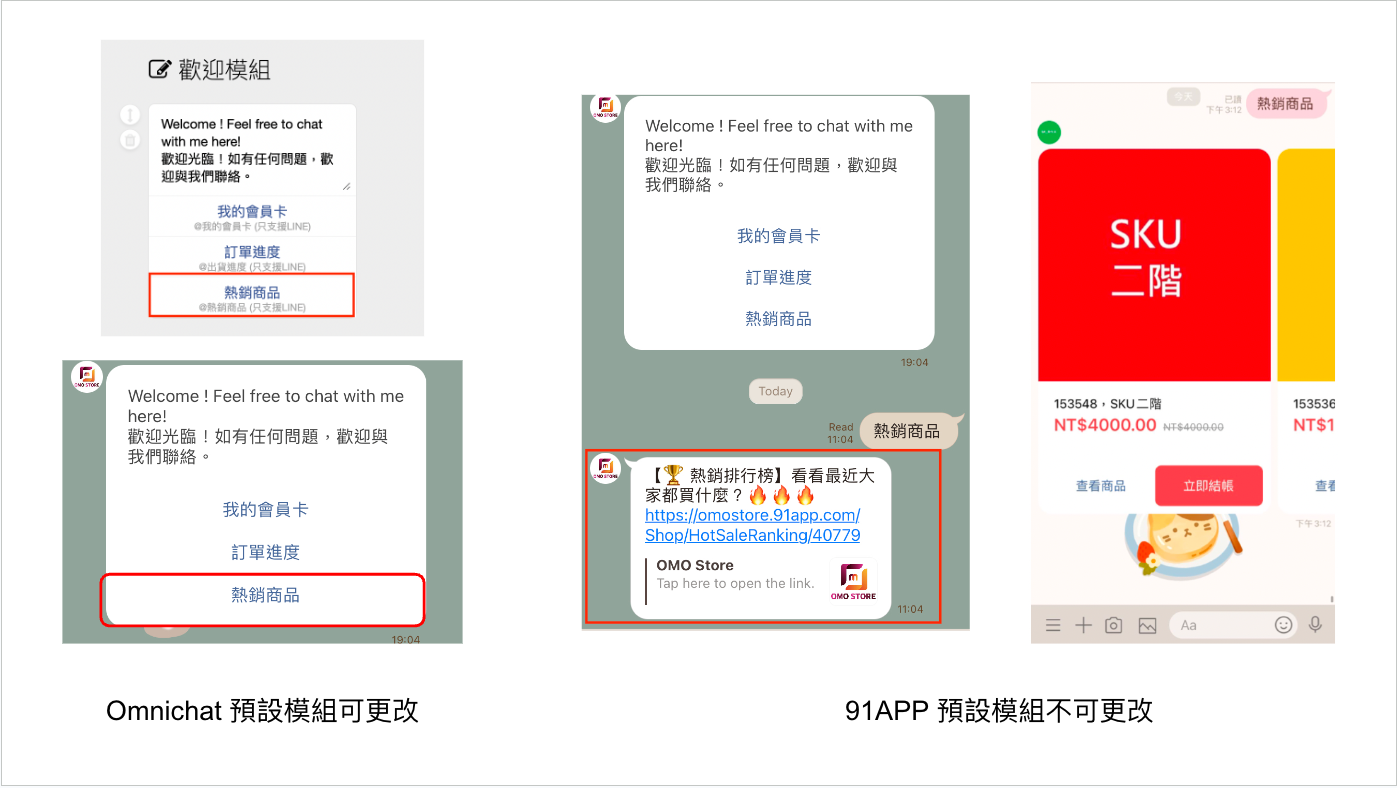 歡迎模組
Welcome ! Feel free to chat
with me here!
歡迎光臨！如有任何問題，歡
迎與我們聯絡。
我的會員卡
@我的會員卡 (只支援LINE)
訂單進度
@出貨進度 (只支援LINE)
熱銷商品
@熱銷商品 (只支援LINE)
OMO STORE
Welcome ! Feel free to chat with me
here!
歡迎光臨！如有任何問題，歡迎與
我們聯絡。
我的會員卡
訂單進度
熱銷商品
19:04
Omnichat 預設模組可更改
OMO STORE
Welcome ! Feel free to chat with me
here!
歡迎光臨！如有任何問題，歡迎與
我們聯絡。
我的會員卡
訂單進度
熱銷商品
19:04
Today
Read
11:04
熱銷商品
OMO STORE
【🏆 熱銷排行榜】看看最近大
家都買什麼？🔥🔥🔥
https://omostore.91app.com/
Shop/HotSaleRanking/40779
OMO Store
Tap here to open the link.
OMO STORE
11:04
今天
已讀
下午 3:12
熱銷商品
SKU
二階
153548，SKU二階
NT$4000.00 NT$4000.00
查看商品
立即結帳
153536
NT$1
查看
下午 3:12
Aa
91APP 預設模組不可更改